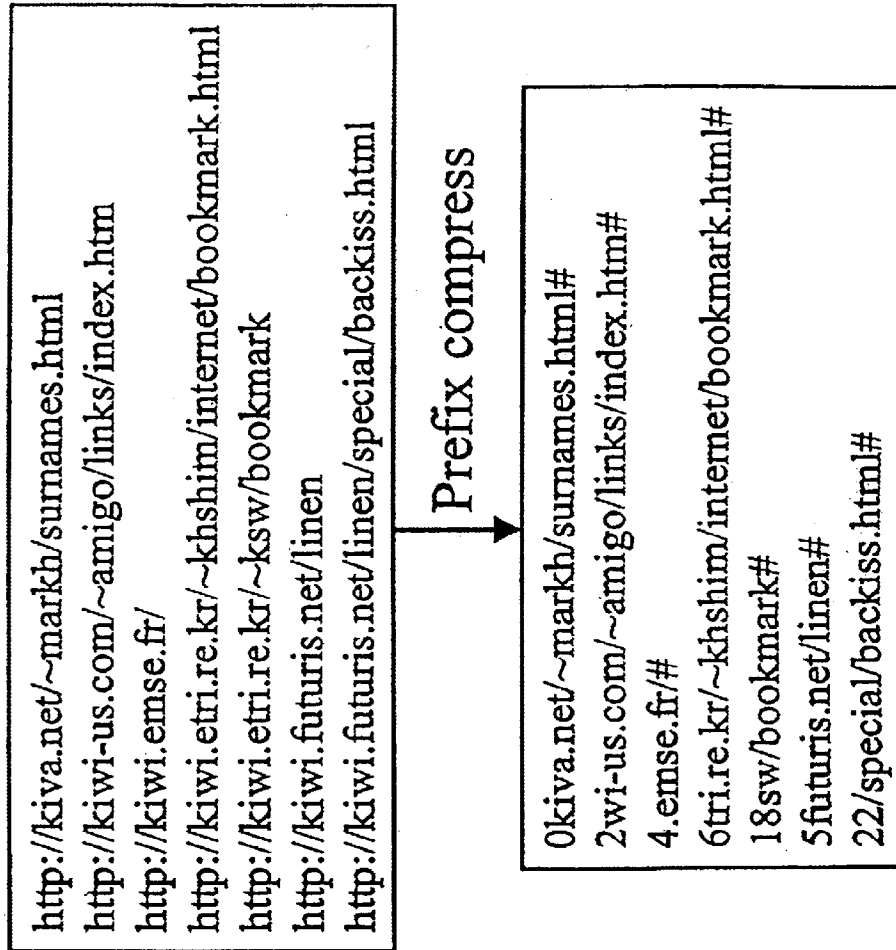 http://kiva.net/~markh/surnames.html
http://kiwi-us.com/~amigo/links/index.htm
http://kiwi.emse.fr/
http://kiwi.etri.re.kr/~khshim/internet/bookmark.html
http://kiwi.etri.re.kr/~ksw/bookmark
http://kiwi.futuris.net/linen
http://kiwi.futuris.net/linen/special/backiss.html
Prefix compress
0kiva.net/~markh/surnames.html#
2wi-us.com/~amigo/links/index.htm#
4.emse.fr/#
6tri.re.kr/~khshim/internet/bookmark.html#
18sw/bookmark#
5futuris.net/linen#
22/special/backiss.html#